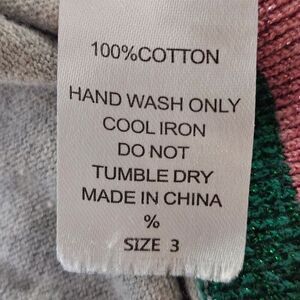 100%COTTON
HAND WASH ONLY
COOL IRON
DO NOT
TUMBLE DRY
MADE IN CHINA
%
SIZE 3